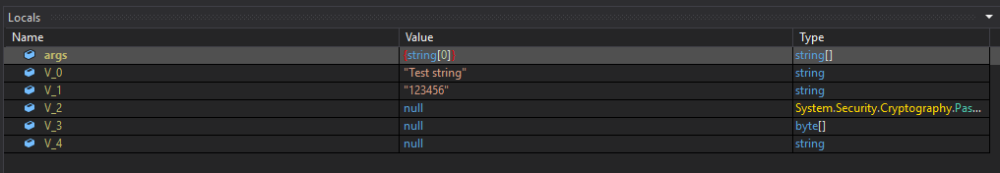 Locals
Name Value Type
args {string[0]} string[]
V_0 "Test string" string
V_1 "123456" string
V_2 null System.Security.Cryptography.Pas...
V_3 null byte[]
V_4 null string